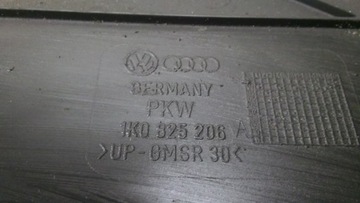 GERMANY
PKW
1K0 825 206 A
>UP-GMSR 30<